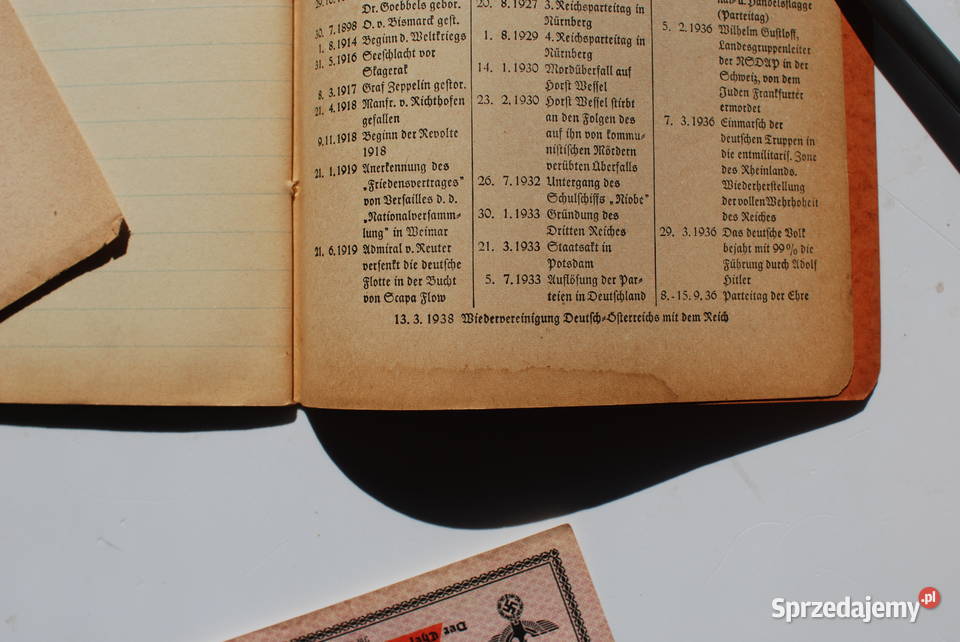 Dr. Goebbels gebor.
30. 7.1898 O. v. Bismarck gest.
1. 8.1914 Beginn d. Weltkriegs
31. 5.1916 Seeschlacht vor
Skagerak
8. 3.1917 Graf Zeppelin gestor.
21. 4.1918 Manfr. v. Richthofen
gefallen
9.11.1918 Beginn der Revolte
1918
21. 1.1919 Anerkennung des
„Friedensvertrages"
von Versailles d. d.
„Nationalversamm-
lung" in Weimar
21. 6.1919 Admiral v. Reuter
versenkt die deutsche
Flotte in der Bucht
von Scapa Flow
20. 8.1927 3. Reichsparteitag in
Nürnberg
1. 8.1929 4. Reichsparteitag in
Nürnberg
14. 1.1930 Mordüberfall auf
Horst Wessel
23. 2.1930 Horst Wessel stirbt
an den Folgen des
auf ihn von kommu-
nistischen Mördern
verübten Überfalls
26. 7.1932 Untergang des
Schulschiffs „Niobe"
30. 1.1933 Gründung des
Dritten Reiches
21. 3.1933 Staatsakt in
Potsdam
5. 7.1933 Auflösung der Par-
teien in Deutschland
u. Handelsflagge
(Parteitag)
5. 2.1936 Wilhelm Gustloff,
Landesgruppenleiter
der NSDAP in der
Schweiz, von dem
Juden Frankfurter
ermordet
7. 3.1936 Einmarsch der
deutschen Truppen in
die entmilitaris. Zone
des Rheinlands.
Wiederherstellung
der vollen Wehrhoheit
des Reiches
29. 3.1936 Das deutsche Volk
bejaht mit 99% die
Führung durch Adolf
Hitler
8.-15.9.36 Parteitag der Ehre
13. 3. 1938 Wiedervereinigung Deutsch-Österreichs mit dem Reich
Der
Sprzedajemy.pl